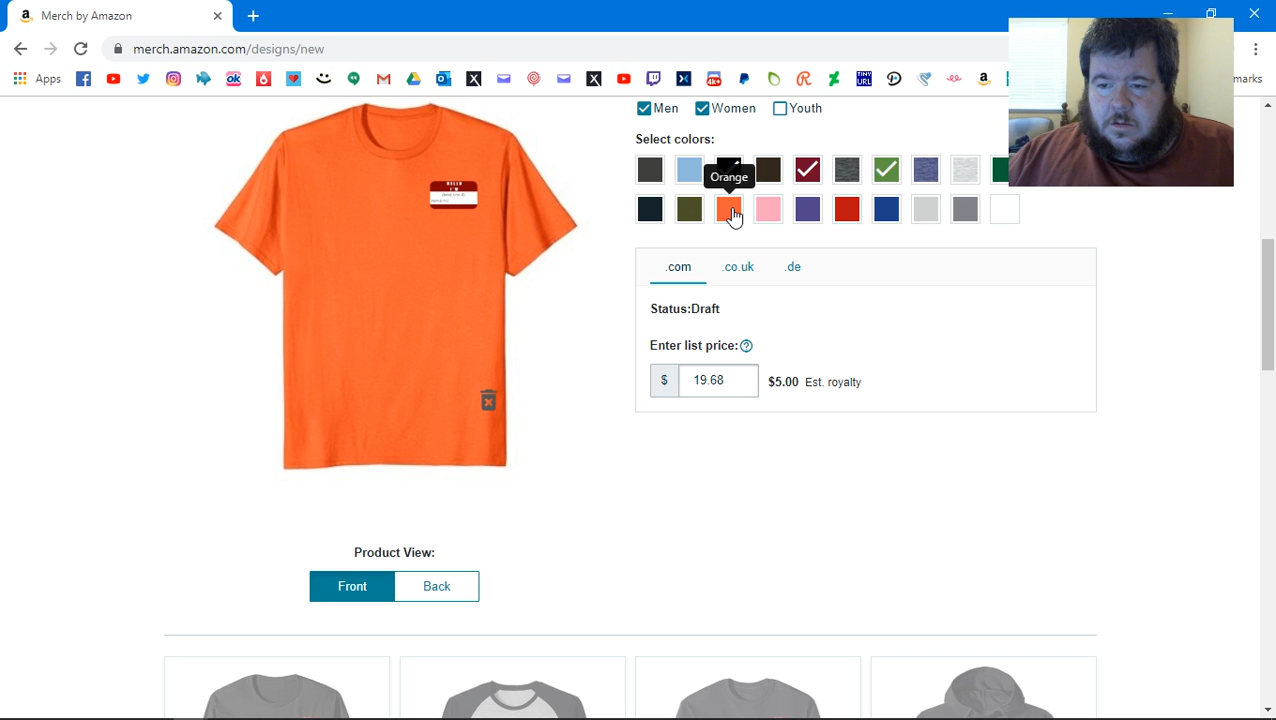 Merch by Amazon
merch.amazon.com/designs/new
Apps
marks
Men
Women
Youth
Select colors:
Orange
HELLO
I'M
.com
.co.uk
.de
Status:Draft
Enter list price:
$
19.68
$5.00 Est. royalty
Product View:
Front
Back